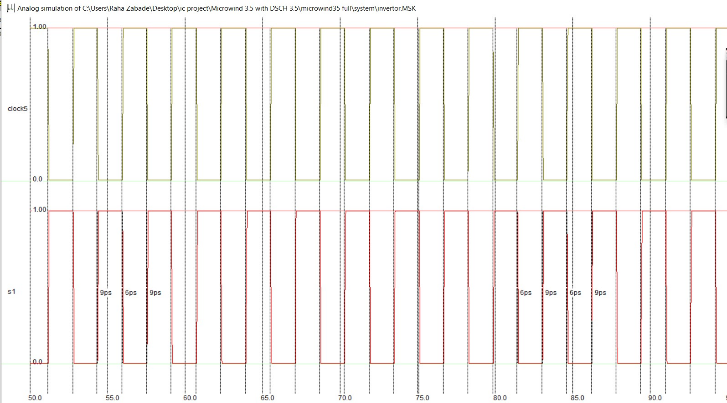 Analog simulation of C:\Users\Raha Zabade\Desktop\ic project\Microwind 3.5 with DSCH 3.5\microwind35 full\system\invertor.MSK
1.00
clock5
0.0
1.00
s1
9ps 6ps 9ps 6ps 9ps 6ps 9ps
0.0
50.0 55.0 60.0 65.0 70.0 75.0 80.0 85.0 90.0